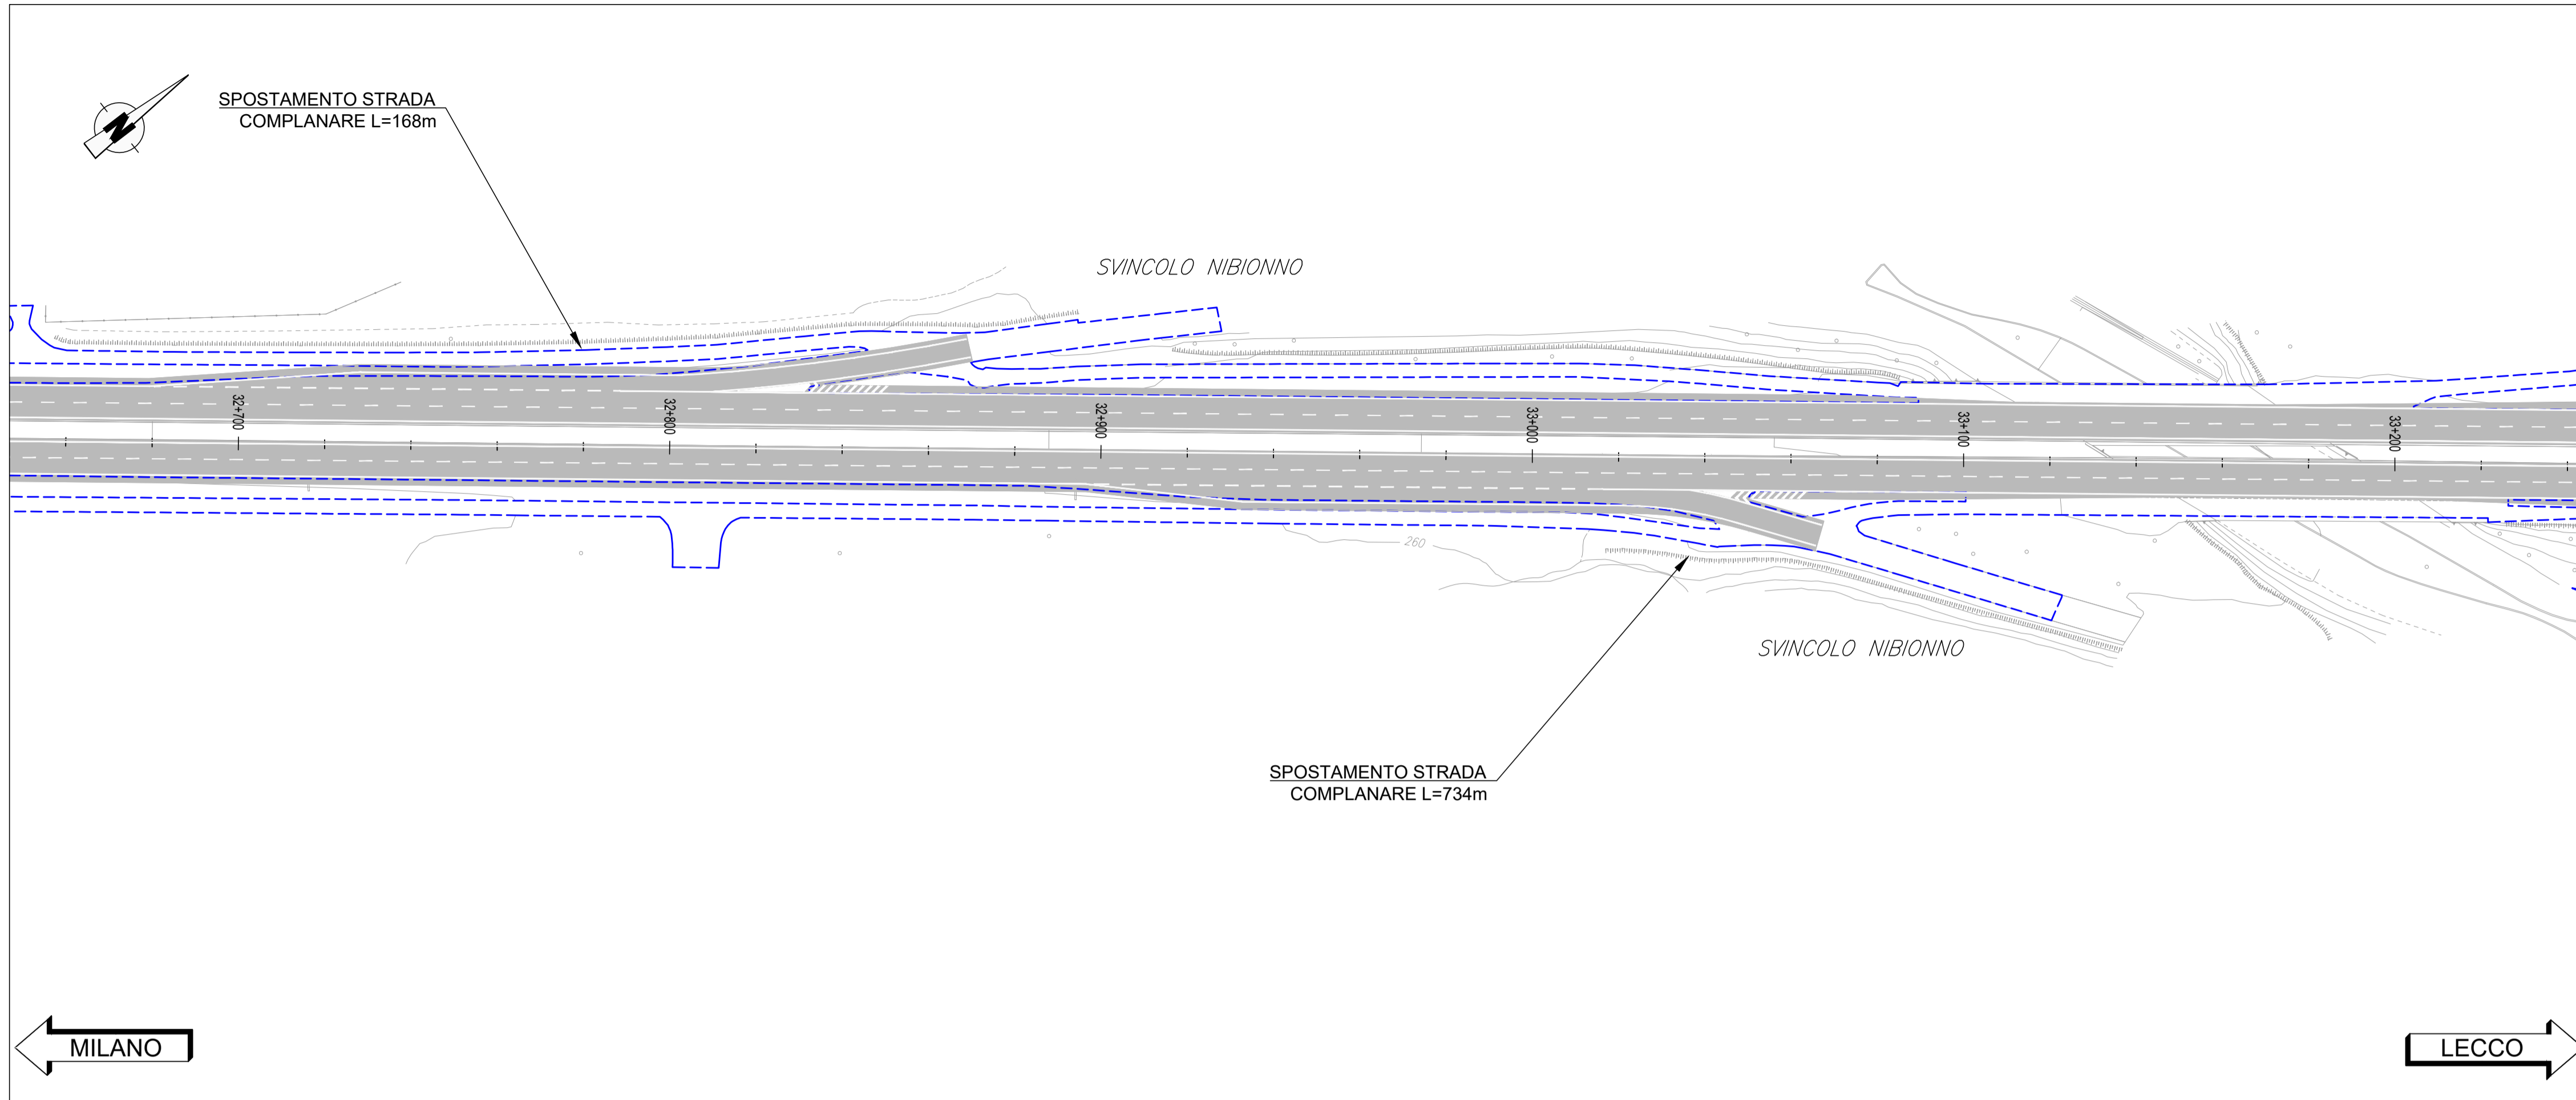 N
SPOSTAMENTO STRADA
COMPLANARE L=168m
SVINCOLO NIBIONNO
32+700
32+800
32+900
33+000
33+100
33+200
260
SVINCOLO NIBIONNO
SPOSTAMENTO STRADA
COMPLANARE L=734m
MILANO
LECCO